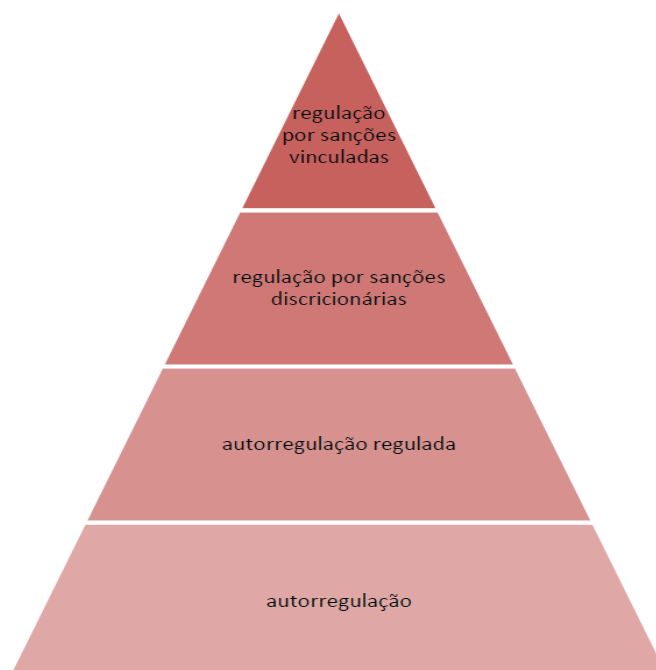 regulação
por sanções
vinculadas
regulação por sanções
discricionárias
autorregulação regulada
autorregulação